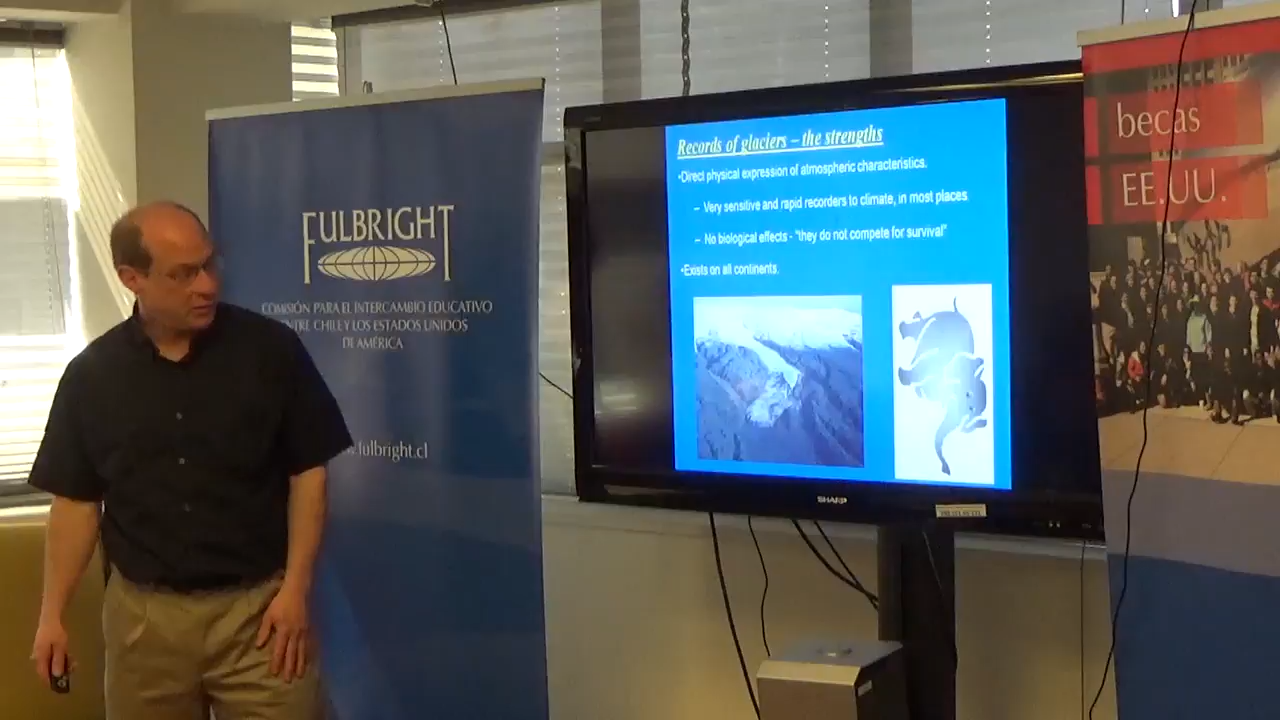 FULBRIGHT
COMISIÓN PARA EL INTERCAMBIO EDUCATIVO
ENTRE CHILE Y LOS ESTADOS UNIDOS
DE AMÉRICA
.fulbright.cl
Records of glaciers – the strengths
•Direct physical expression of atmospheric characteristics.
– Very sensitive and rapid recorders to climate, in most places
– No biological effects - "they do not compete for survival"
•Exists on all continents.
SHARP
becas
EE.UU.